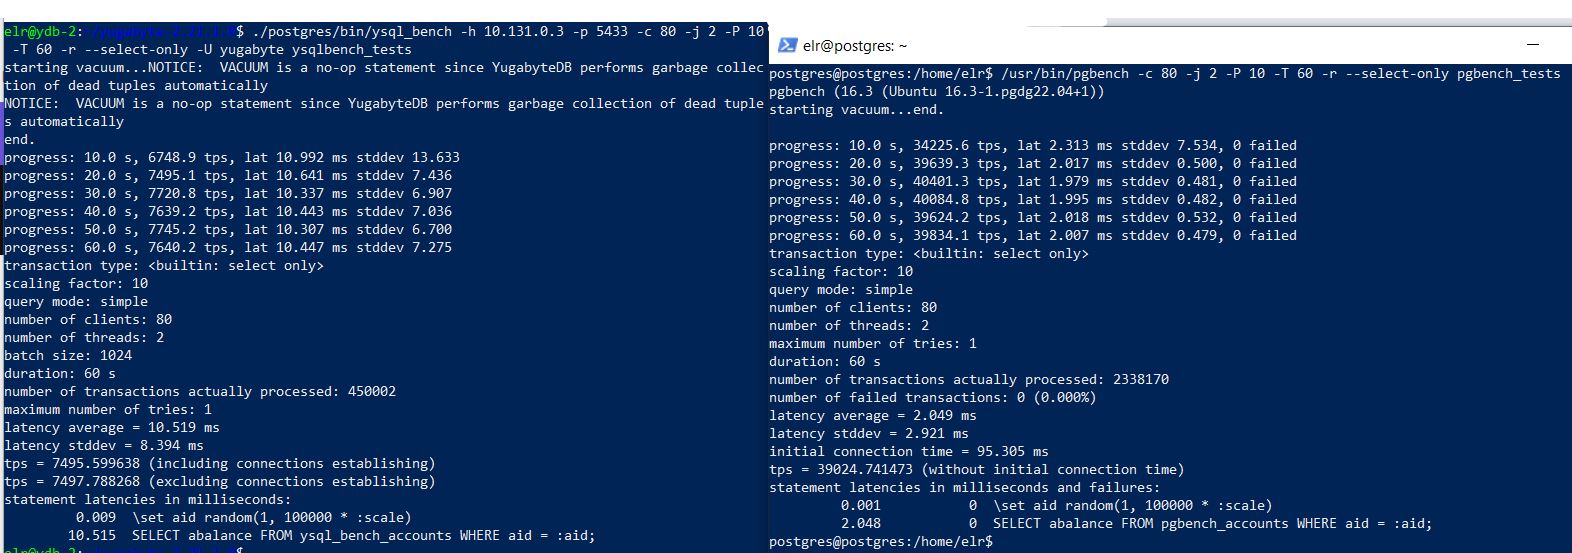 elr@ydb-2:~/yugabyte-2.21.1.0$ ./postgres/bin/ysql_bench -h 10.131.0.3 -p 5433 -c 80 -j 2 -P 10
-T 60 -r --select-only -U yugabyte ysqlbench_tests
starting vacuum...NOTICE:  VACUUM is a no-op statement since YugabyteDB performs garbage collec
tion of dead tuples automatically
NOTICE:  VACUUM is a no-op statement since YugabyteDB performs garbage collection of dead tuple
s automatically
end.
progress: 10.0 s, 6748.9 tps, lat 10.992 ms stddev 13.633
progress: 20.0 s, 7495.1 tps, lat 10.641 ms stddev 7.436
progress: 30.0 s, 7720.8 tps, lat 10.337 ms stddev 6.907
progress: 40.0 s, 7639.2 tps, lat 10.443 ms stddev 7.036
progress: 50.0 s, 7745.2 tps, lat 10.307 ms stddev 6.700
progress: 60.0 s, 7640.2 tps, lat 10.447 ms stddev 7.275
transaction type: <builtin: select only>
scaling factor: 10
query mode: simple
number of clients: 80
number of threads: 2
batch size: 1024
duration: 60 s
number of transactions actually processed: 450002
maximum number of tries: 1
latency average = 10.519 ms
latency stddev = 8.394 ms
tps = 7495.599638 (including connections establishing)
tps = 7497.788268 (excluding connections establishing)
statement latencies in milliseconds:
0.009  \set aid random(1, 100000 * :scale)
10.515  SELECT abalance FROM ysql_bench_accounts WHERE aid = :aid;
elr@postgres: ~
postgres@postgres:/home/elr$ /usr/bin/pgbench -c 80 -j 2 -P 10 -T 60 -r --select-only pgbench_tests
pgbench (16.3 (Ubuntu 16.3-1.pgdg22.04+1))
starting vacuum...end.
progress: 10.0 s, 34225.6 tps, lat 2.313 ms stddev 7.534, 0 failed
progress: 20.0 s, 39639.3 tps, lat 2.017 ms stddev 0.500, 0 failed
progress: 30.0 s, 40401.3 tps, lat 1.979 ms stddev 0.481, 0 failed
progress: 40.0 s, 40084.8 tps, lat 1.995 ms stddev 0.482, 0 failed
progress: 50.0 s, 39624.2 tps, lat 2.018 ms stddev 0.532, 0 failed
progress: 60.0 s, 39834.1 tps, lat 2.007 ms stddev 0.479, 0 failed
transaction type: <builtin: select only>
scaling factor: 10
query mode: simple
number of clients: 80
number of threads: 2
maximum number of tries: 1
duration: 60 s
number of transactions actually processed: 2338170
number of failed transactions: 0 (0.000%)
latency average = 2.049 ms
latency stddev = 2.921 ms
initial connection time = 95.305 ms
tps = 39024.741473 (without initial connection time)
statement latencies in milliseconds and failures:
0.001           0  \set aid random(1, 100000 * :scale)
2.048           0  SELECT abalance FROM pgbench_accounts WHERE aid = :aid;
postgres@postgres:/home/elr$